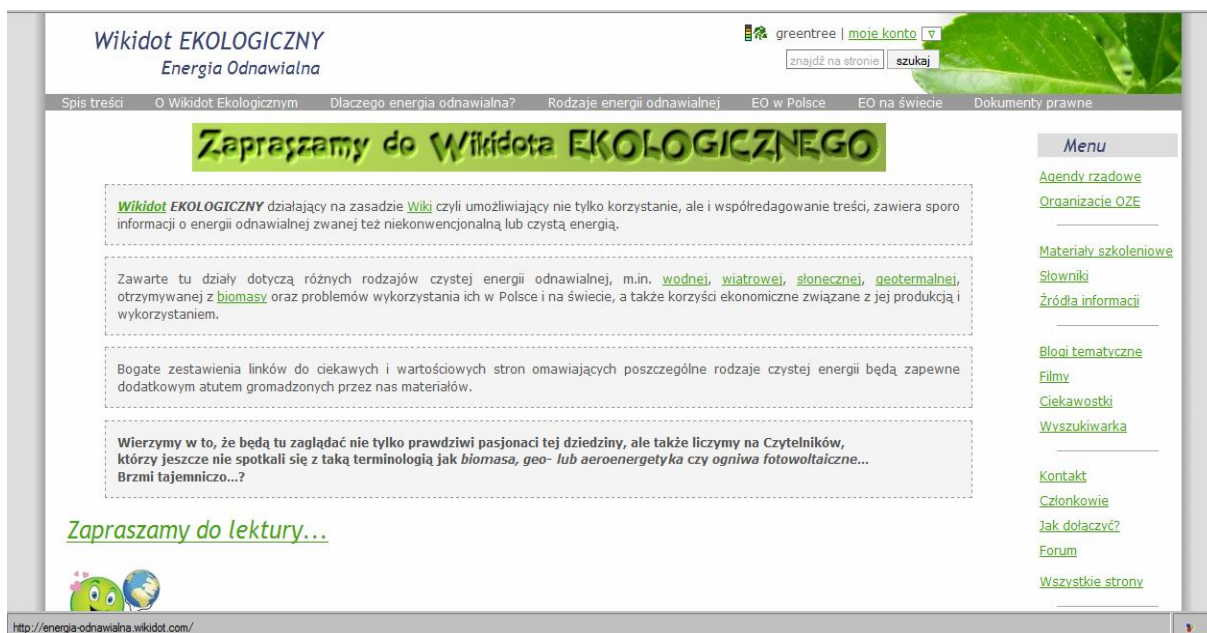 Wikidot EKOLOGICZNY
Energia Odnawialna
greentree | moje konto
znajdź na stronie szukaj
Spis treści O Wikidot Ekologicznym Dlaczego energia odnawialna? Rodzaje energii odnawialnej EO w Polsce EO na świecie Dokumenty prawne
Zapraszamy do Wikidota EKOLOGICZNEGO
Wikidot EKOLOGICZNY działający na zasadzie Wiki czyli umożliwiający nie tylko korzystanie, ale i współredagowanie treści, zawiera sporo
informacji o energii odnawialnej zwanej też niekonwencjonalną lub czystą energią.
Zawarte tu działy dotyczą różnych rodzajów czystej energii odnawialnej, m.in. wodnej, wiatrowej, słonecznej, geotermalnej,
otrzymywanej z biomasy oraz problemów wykorzystania ich w Polsce i na świecie, a także korzyści ekonomiczne związane z jej produkcją i
wykorzystaniem.
Bogate zestawienia linków do ciekawych i wartościowych stron omawiających poszczególne rodzaje czystej energii będą zapewne
dodatkowym atutem gromadzonych przez nas materiałów.
Wierzymy w to, że będą tu zaglądać nie tylko prawdziwi pasjonaci tej dziedziny, ale także liczymy na Czytelników,
którzy jeszcze nie spotkali się z taką terminologią jak biomasa, geo- lub aeroenergetyka czy ogniwa fotowoltaiczne...
Brzmi tajemniczo...?
Zapraszamy do lektury...
Menu
Agendy rządowe
Organizacje OZE
Materiały szkoleniowe
Słowniki
Źródła informacji
Blogi tematyczne
Filmy
Ciekawostki
Wyszukiwarka
Kontakt
Członkowie
Jak dołączyć?
Forum
Wszystkie strony
http://energia-odnawialna.wikidot.com/